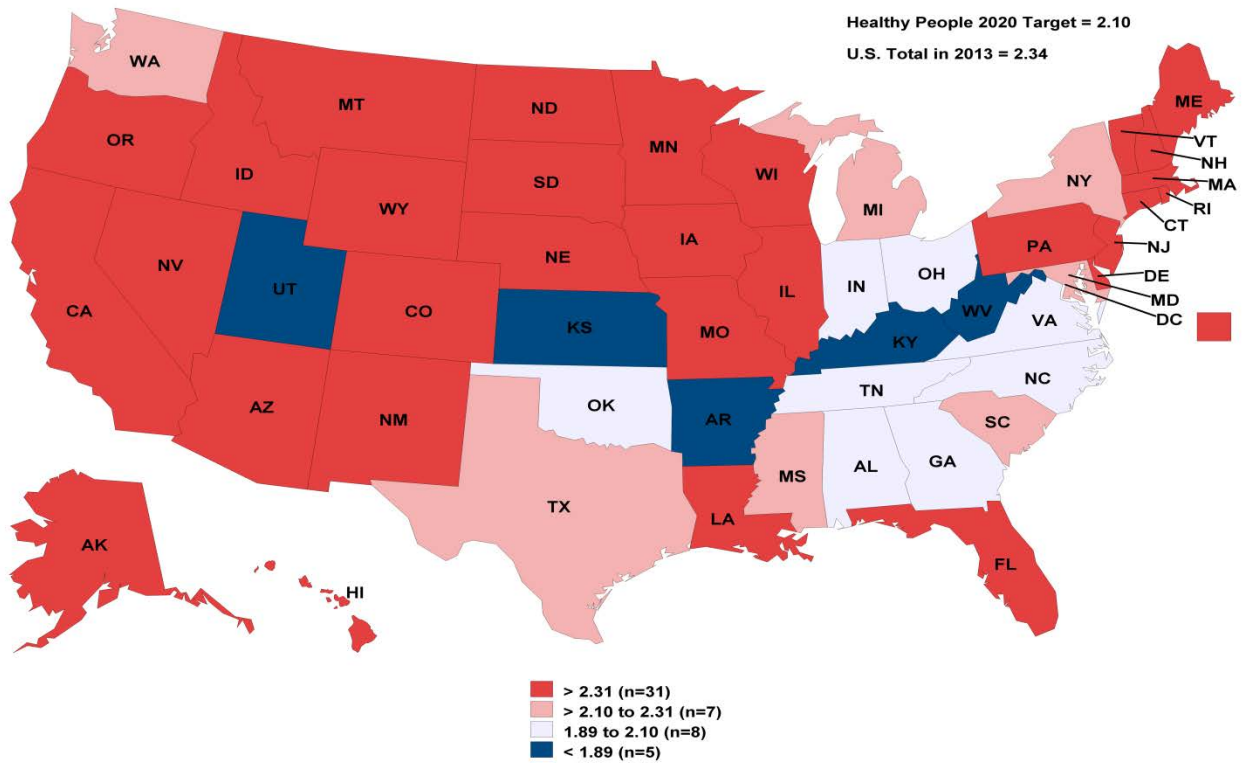 Healthy People 2020 Target = 2.10
U.S. Total in 2013 = 2.34
WA
MT
ND
ME
OR
MN
VT
ID
SD
WI
NH
NY
MA
WY
MI
RI
CT
IA
PA
NJ
NV
NE
OH
DE
UT
IN
MD
CA
CO
IL
WV
DC
KS
MO
VA
KY
NC
AZ
NM
OK
TN
AR
SC
MS
AL
GA
TX
LA
AK
FL
HI
> 2.31 (n=31)
> 2.10 to 2.31 (n=7)
1.89 to 2.10 (n=8)
< 1.89 (n=5)